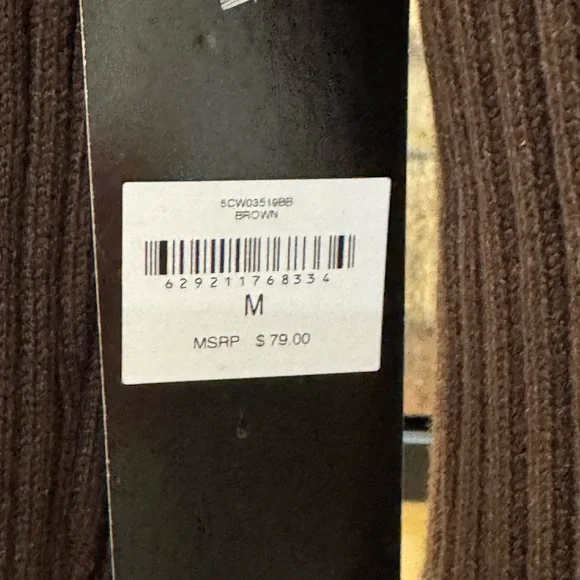 5CW03519BB
BROWN
629211768334
M
MSRP $ 79.00